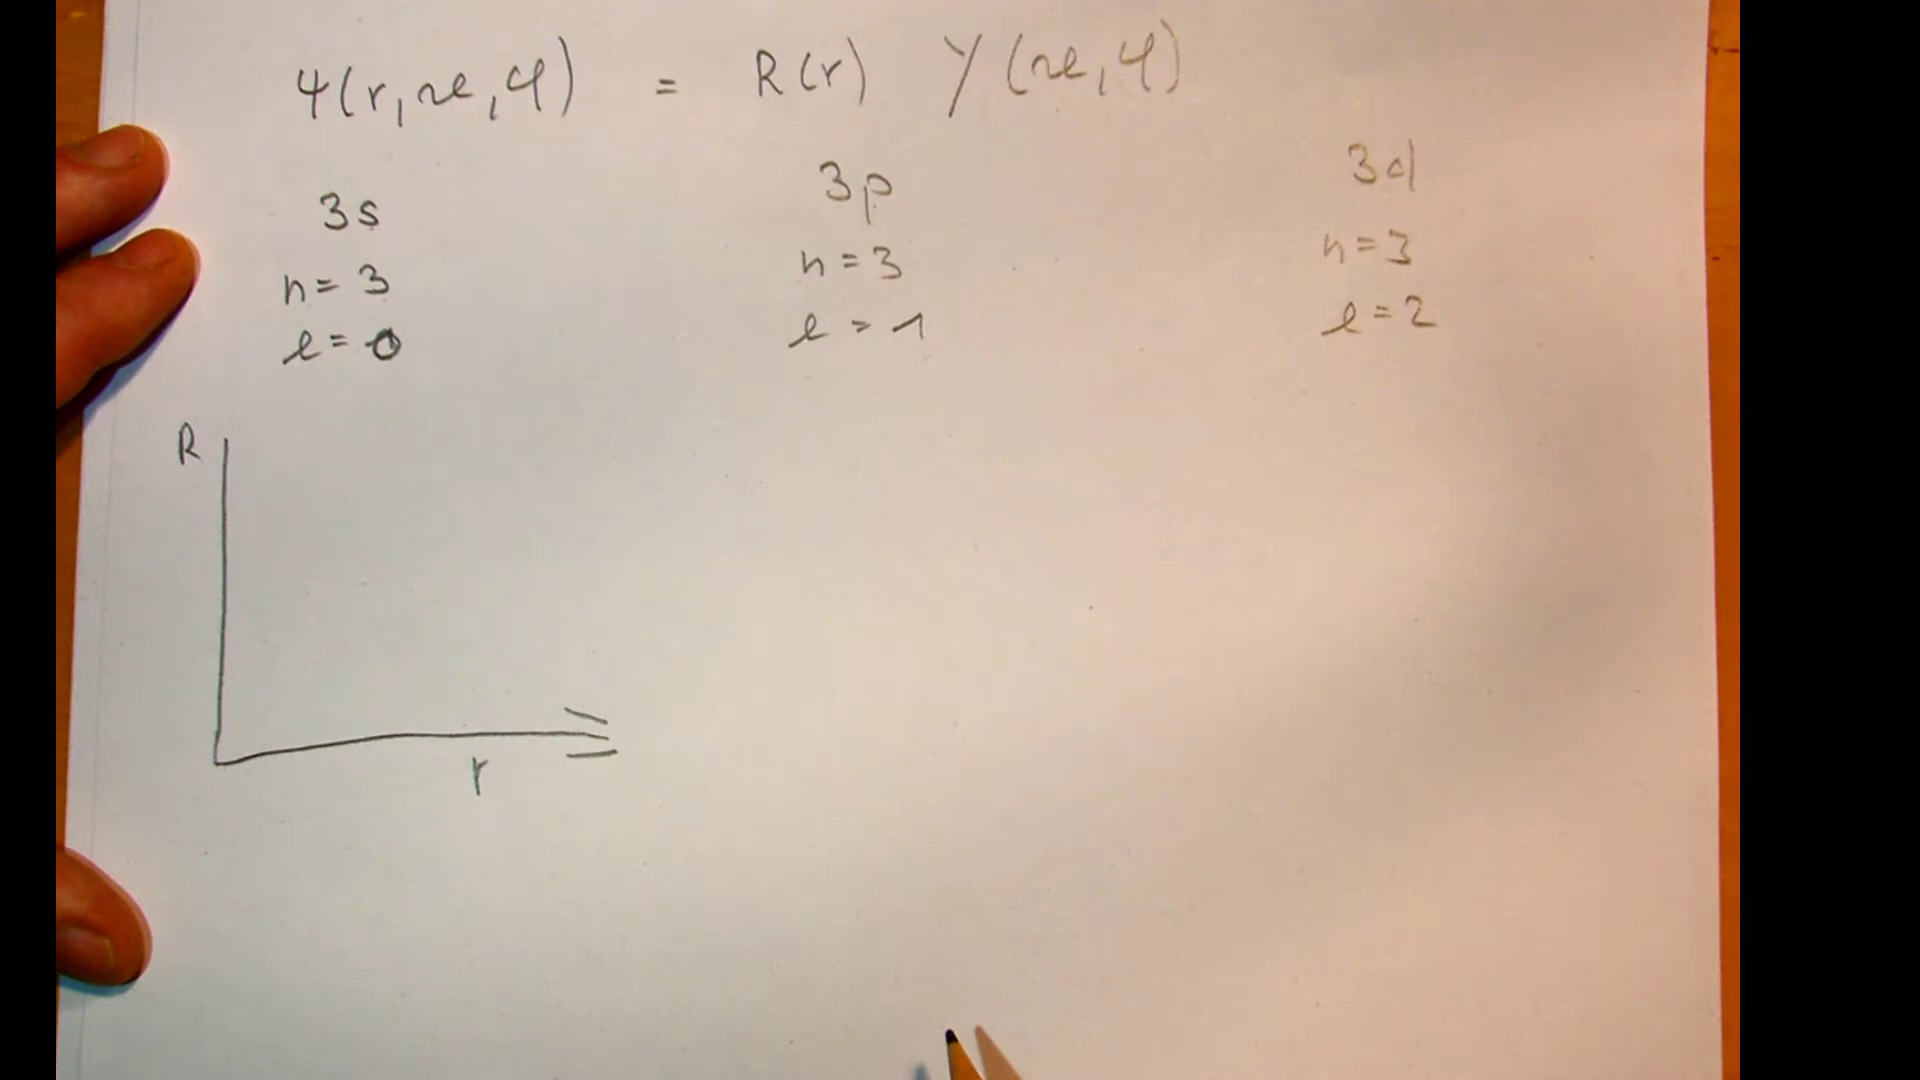 ψ(r,ϑ,φ) = R(r) Y(ϑ,φ)
3s 3p 3d
n = 3 n = 3 n = 3
l = 0 l = 1 l = 2
R
r